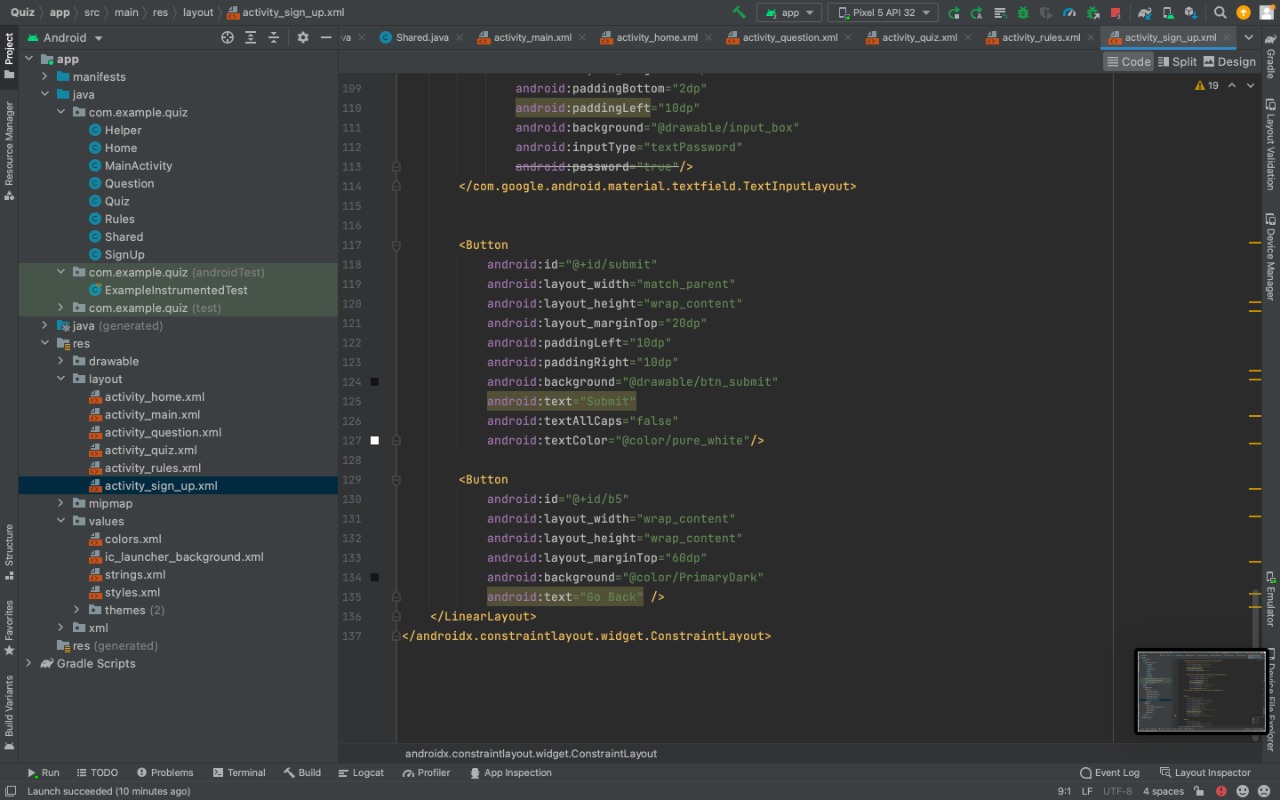 Quiz app src main res layout activity_sign_up.xml
app Pixel 5 API 32
Android
va Shared.java activity_main.xml activity_home.xml activity_question.xml activity_quiz.xml activity_rules.xml activity_sign_up.xml
Code Split Design
19
Project
Resource Manager
Structure
Favorites
Build Variants
app
manifests
java
com.example.quiz
Helper
Home
MainActivity
Question
Quiz
Rules
Shared
SignUp
com.example.quiz (androidTest)
ExampleInstrumentedTest
com.example.quiz (test)
java (generated)
res
drawable
layout
activity_home.xml
activity_main.xml
activity_question.xml
activity_quiz.xml
activity_rules.xml
activity_sign_up.xml
mipmap
values
colors.xml
ic_launcher_background.xml
strings.xml
styles.xml
themes (2)
xml
res (generated)
Gradle Scripts
109 android:paddingBottom="2dp"
110 android:paddingLeft="10dp"
111 android:background="@drawable/input_box"
112 android:inputType="textPassword"
113 android:password="true"/>
114 </com.google.android.material.textfield.TextInputLayout>
115
116
117 <Button
118 android:id="@+id/submit"
119 android:layout_width="match_parent"
120 android:layout_height="wrap_content"
121 android:layout_marginTop="20dp"
122 android:paddingLeft="10dp"
123 android:paddingRight="10dp"
124 android:background="@drawable/btn_submit"
125 android:text="Submit"
126 android:textAllCaps="false"
127 android:textColor="@color/pure_white"/>
128
129 <Button
130 android:id="@+id/b5"
131 android:layout_width="wrap_content"
132 android:layout_height="wrap_content"
133 android:layout_marginTop="60dp"
134 android:background="@color/PrimaryDark"
135 android:text="Go Back" />
136 </LinearLayout>
137 </androidx.constraintlayout.widget.ConstraintLayout>
Gradle
Layout Validation
Device Manager
Emulator
Device File Explorer
androidx.constraintlayout.widget.ConstraintLayout
Run TODO Problems Terminal Build Logcat Profiler App Inspection Event Log Layout Inspector
Launch succeeded (10 minutes ago) 9:1 LF UTF-8 4 spaces